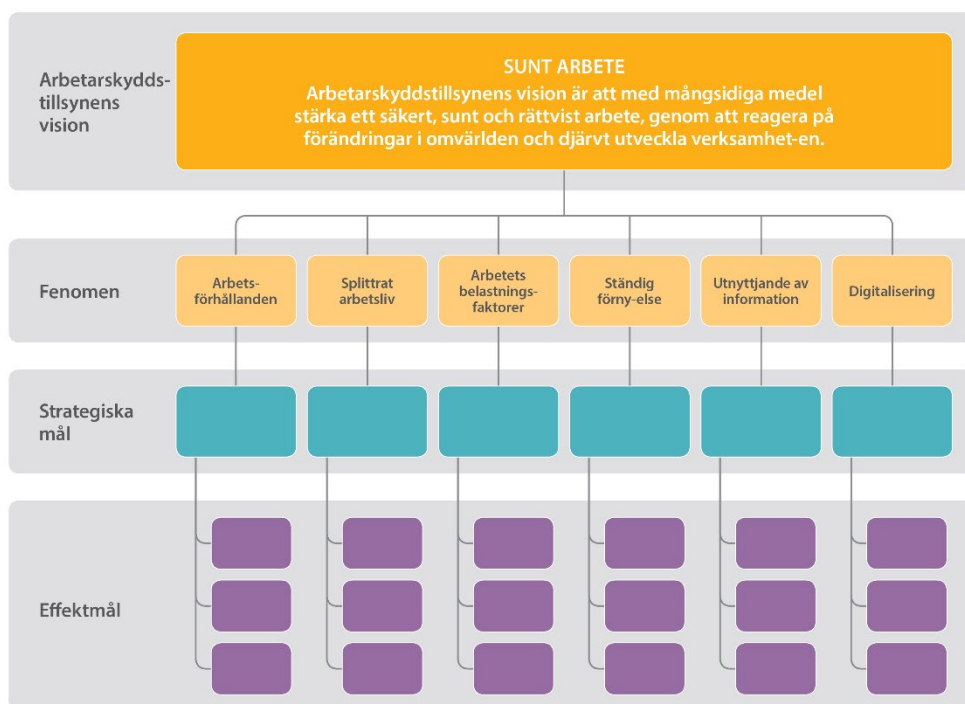 Arbetarskydds-
tillsynens
vision
SUNT ARBETE
Arbetarskyddstillsynens vision är att med mångsidiga medel
stärka ett säkert, sunt och rättvist arbete, genom att reagera på
förändringar i omvärlden och djärvt utveckla verksamhet-en.
Fenomen
Arbets-
förhållanden
Splittrat
arbetsliv
Arbetets
belastnings-
faktorer
Ständig
förny-else
Utnyttjande av
information
Digitalisering
Strategiska
mål
Effektmål